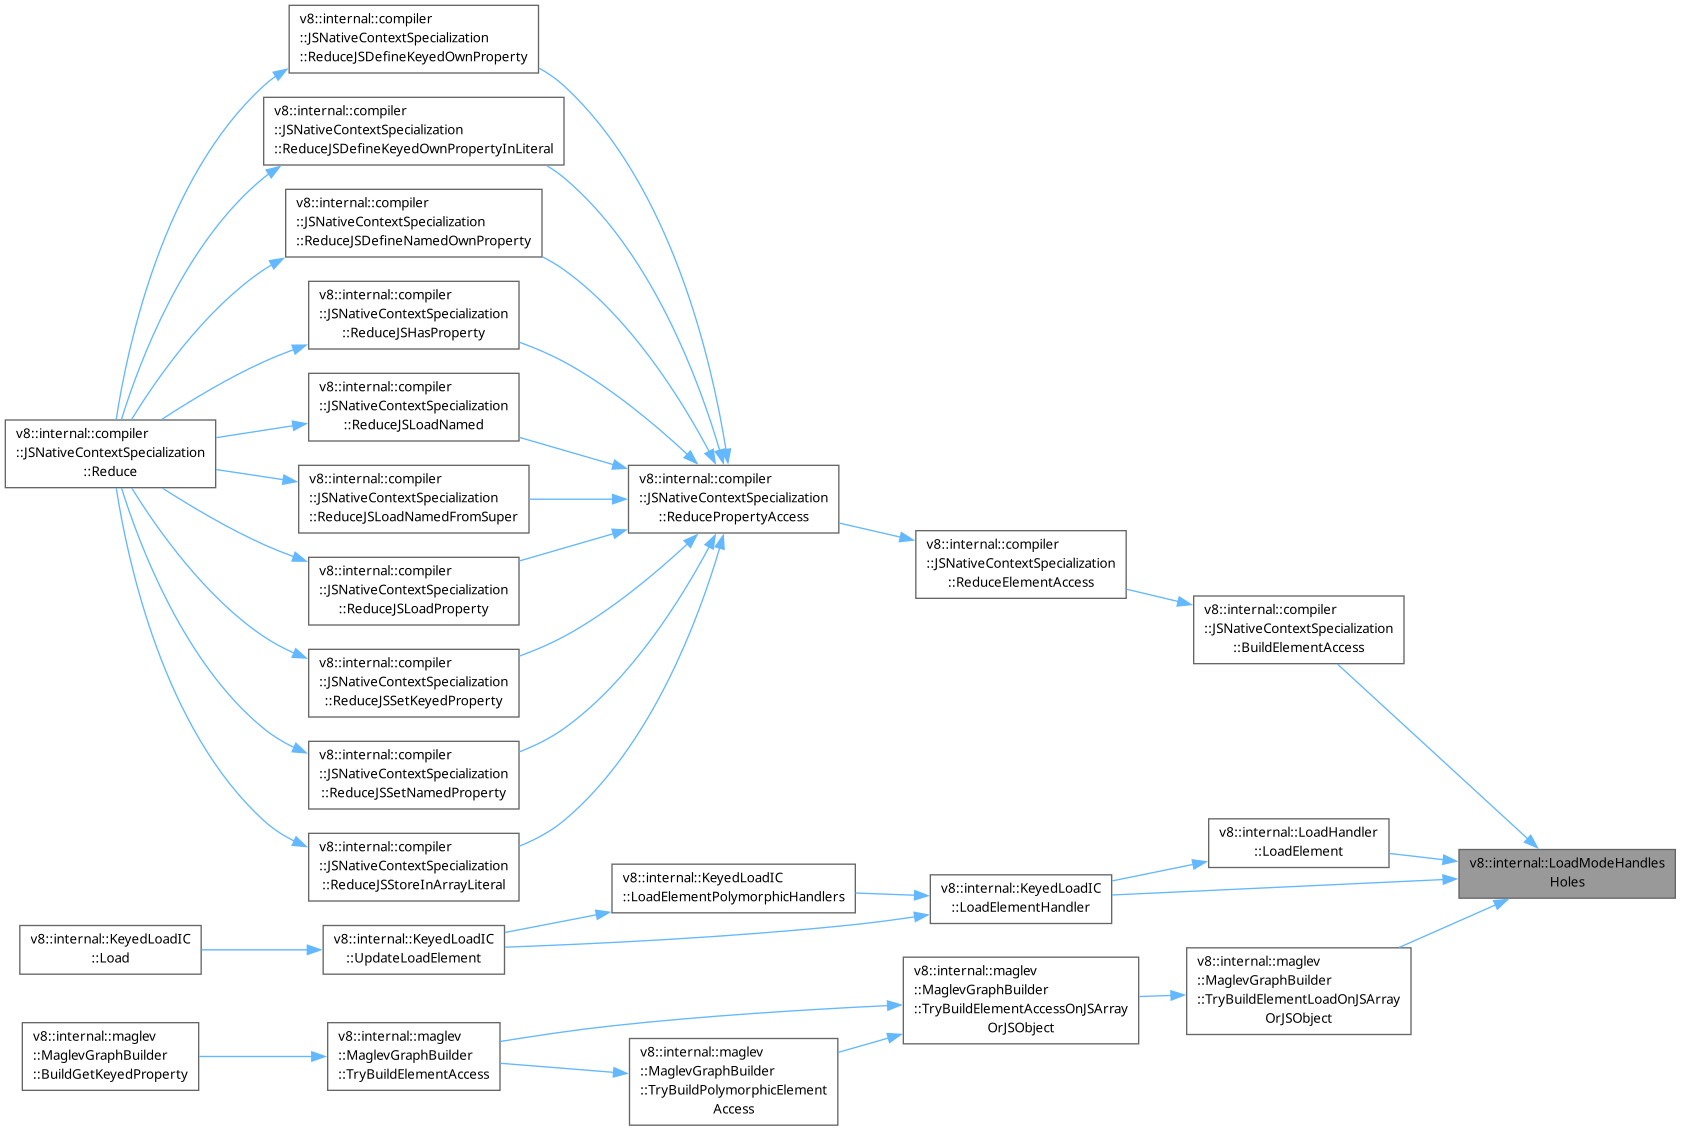 v8::internal::compiler
::JSNativeContextSpecialization
::ReduceJSDefineKeyedOwnProperty
v8::internal::compiler
::JSNativeContextSpecialization
::ReduceJSDefineKeyedOwnPropertyInLiteral
v8::internal::compiler
::JSNativeContextSpecialization
::ReduceJSDefineNamedOwnProperty
v8::internal::compiler
::JSNativeContextSpecialization
::ReduceJSHasProperty
v8::internal::compiler
::JSNativeContextSpecialization
::ReduceJSLoadNamed
v8::internal::compiler
::JSNativeContextSpecialization
::Reduce
v8::internal::compiler
::JSNativeContextSpecialization
::ReduceJSLoadNamedFromSuper
v8::internal::compiler
::JSNativeContextSpecialization
::ReducePropertyAccess
v8::internal::compiler
::JSNativeContextSpecialization
::ReduceElementAccess
v8::internal::compiler
::JSNativeContextSpecialization
::ReduceJSLoadProperty
v8::internal::compiler
::JSNativeContextSpecialization
::BuildElementAccess
v8::internal::compiler
::JSNativeContextSpecialization
::ReduceJSSetKeyedProperty
v8::internal::compiler
::JSNativeContextSpecialization
::ReduceJSSetNamedProperty
v8::internal::compiler
::JSNativeContextSpecialization
::ReduceJSStoreInArrayLiteral
v8::internal::LoadHandler
::LoadElement
v8::internal::LoadModeHandles
Holes
v8::internal::KeyedLoadIC
::LoadElementPolymorphicHandlers
v8::internal::KeyedLoadIC
::LoadElementHandler
v8::internal::KeyedLoadIC
::Load
v8::internal::KeyedLoadIC
::UpdateLoadElement
v8::internal::maglev
::MaglevGraphBuilder
::TryBuildElementLoadOnJSArray
OrJSObject
v8::internal::maglev
::MaglevGraphBuilder
::TryBuildElementAccessOnJSArray
OrJSObject
v8::internal::maglev
::MaglevGraphBuilder
::BuildGetKeyedProperty
v8::internal::maglev
::MaglevGraphBuilder
::TryBuildElementAccess
v8::internal::maglev
::MaglevGraphBuilder
::TryBuildPolymorphicElement
Access